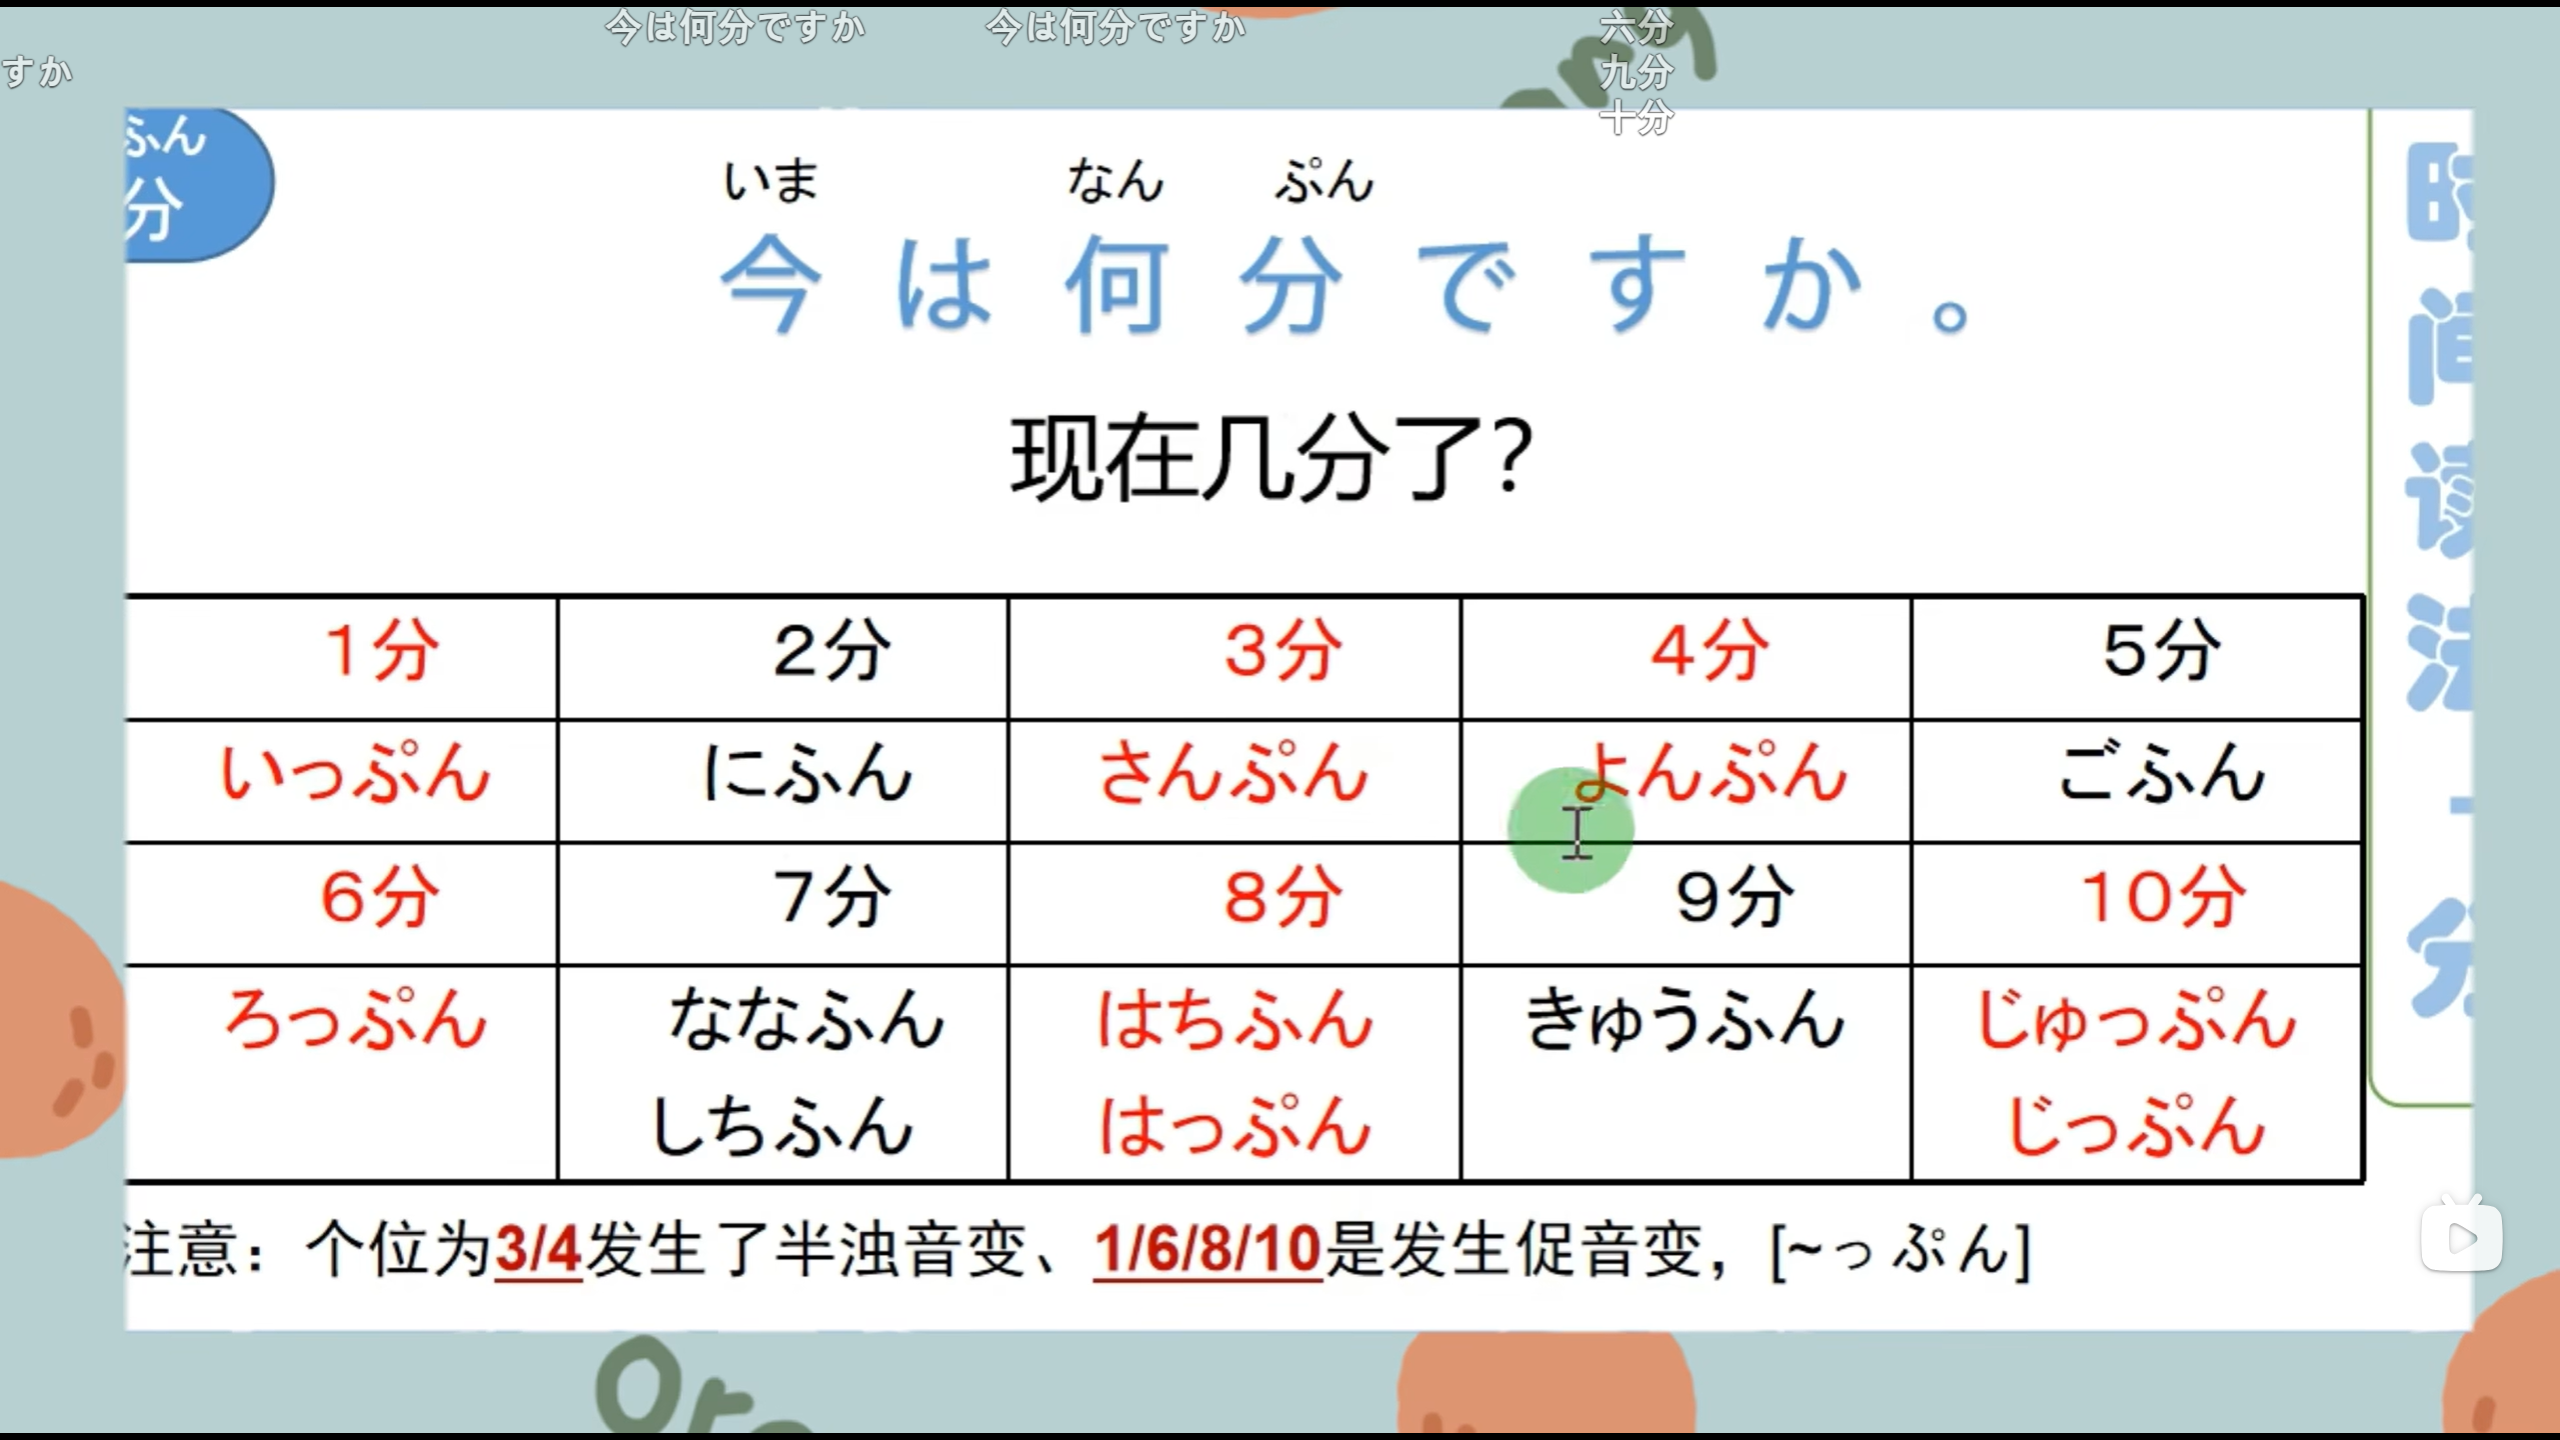 今は何分ですか 今は何分ですか 六分
すか 九分
十分
ふん
分
いま なん ぷん
今は何分ですか。
现在几分了？
1分 2分 3分 4分 5分
いっぷん にふん さんぷん よんぷん ごふん
6分 7分 8分 9分 10分
ろっぷん ななふん はちふん きゅうふん じゅっぷん
しちふん はっぷん じっぷん
注意：个位为3/4发生了半浊音变、1/6/8/10是发生促音变，[~っぷん]